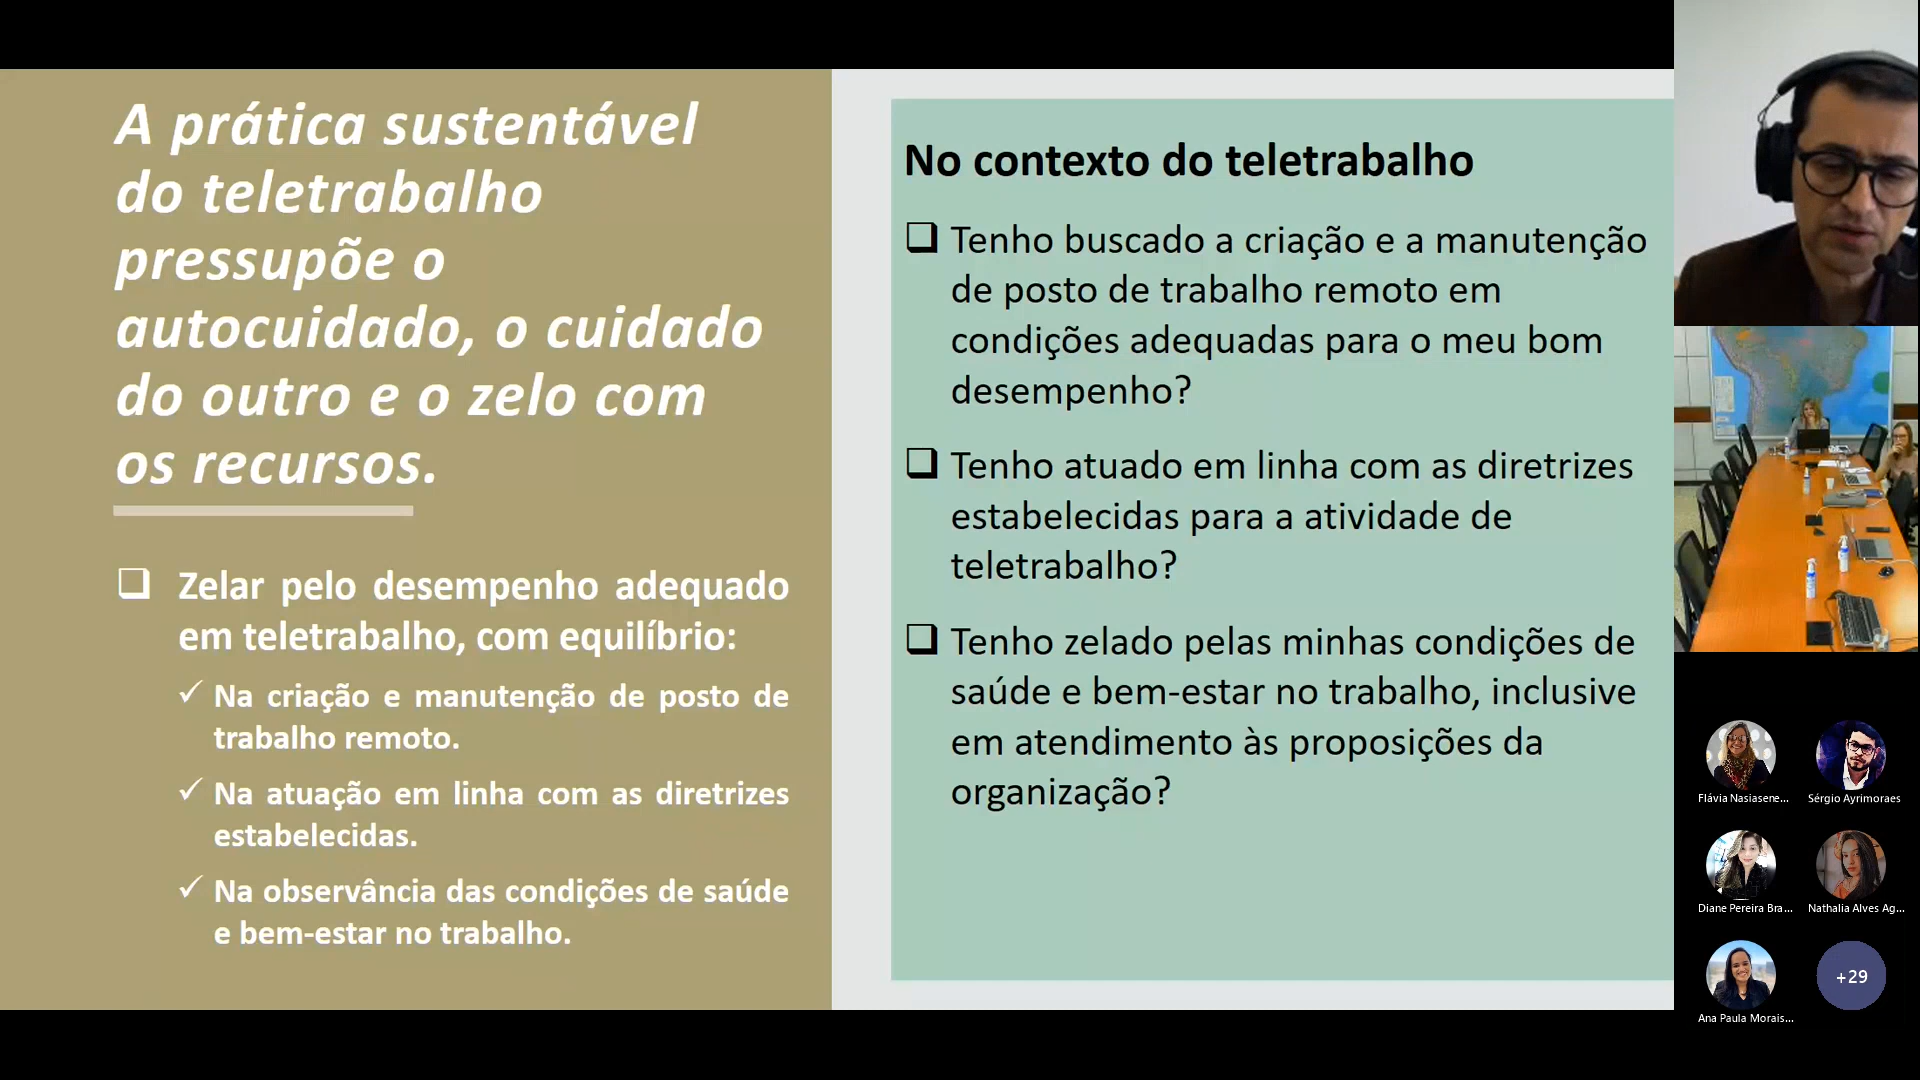 A prática sustentável
do teletrabalho
pressupõe o
autocuidado, o cuidado
do outro e o zelo com
os recursos.
Zelar pelo desempenho adequado
em teletrabalho, com equilíbrio:
Na criação e manutenção de posto de
trabalho remoto.
Na atuação em linha com as diretrizes
estabelecidas.
Na observância das condições de saúde
e bem-estar no trabalho.
No contexto do teletrabalho
Tenho buscado a criação e a manutenção
de posto de trabalho remoto em
condições adequadas para o meu bom
desempenho?
Tenho atuado em linha com as diretrizes
estabelecidas para a atividade de
teletrabalho?
Tenho zelado pelas minhas condições de
saúde e bem-estar no trabalho, inclusive
em atendimento às proposições da
organização?
Flávia Nasiasene...
Sérgio Ayrimoraes
Diane Pereira Bra...
Nathalia Alves Ag...
Ana Paula Morais...
+29